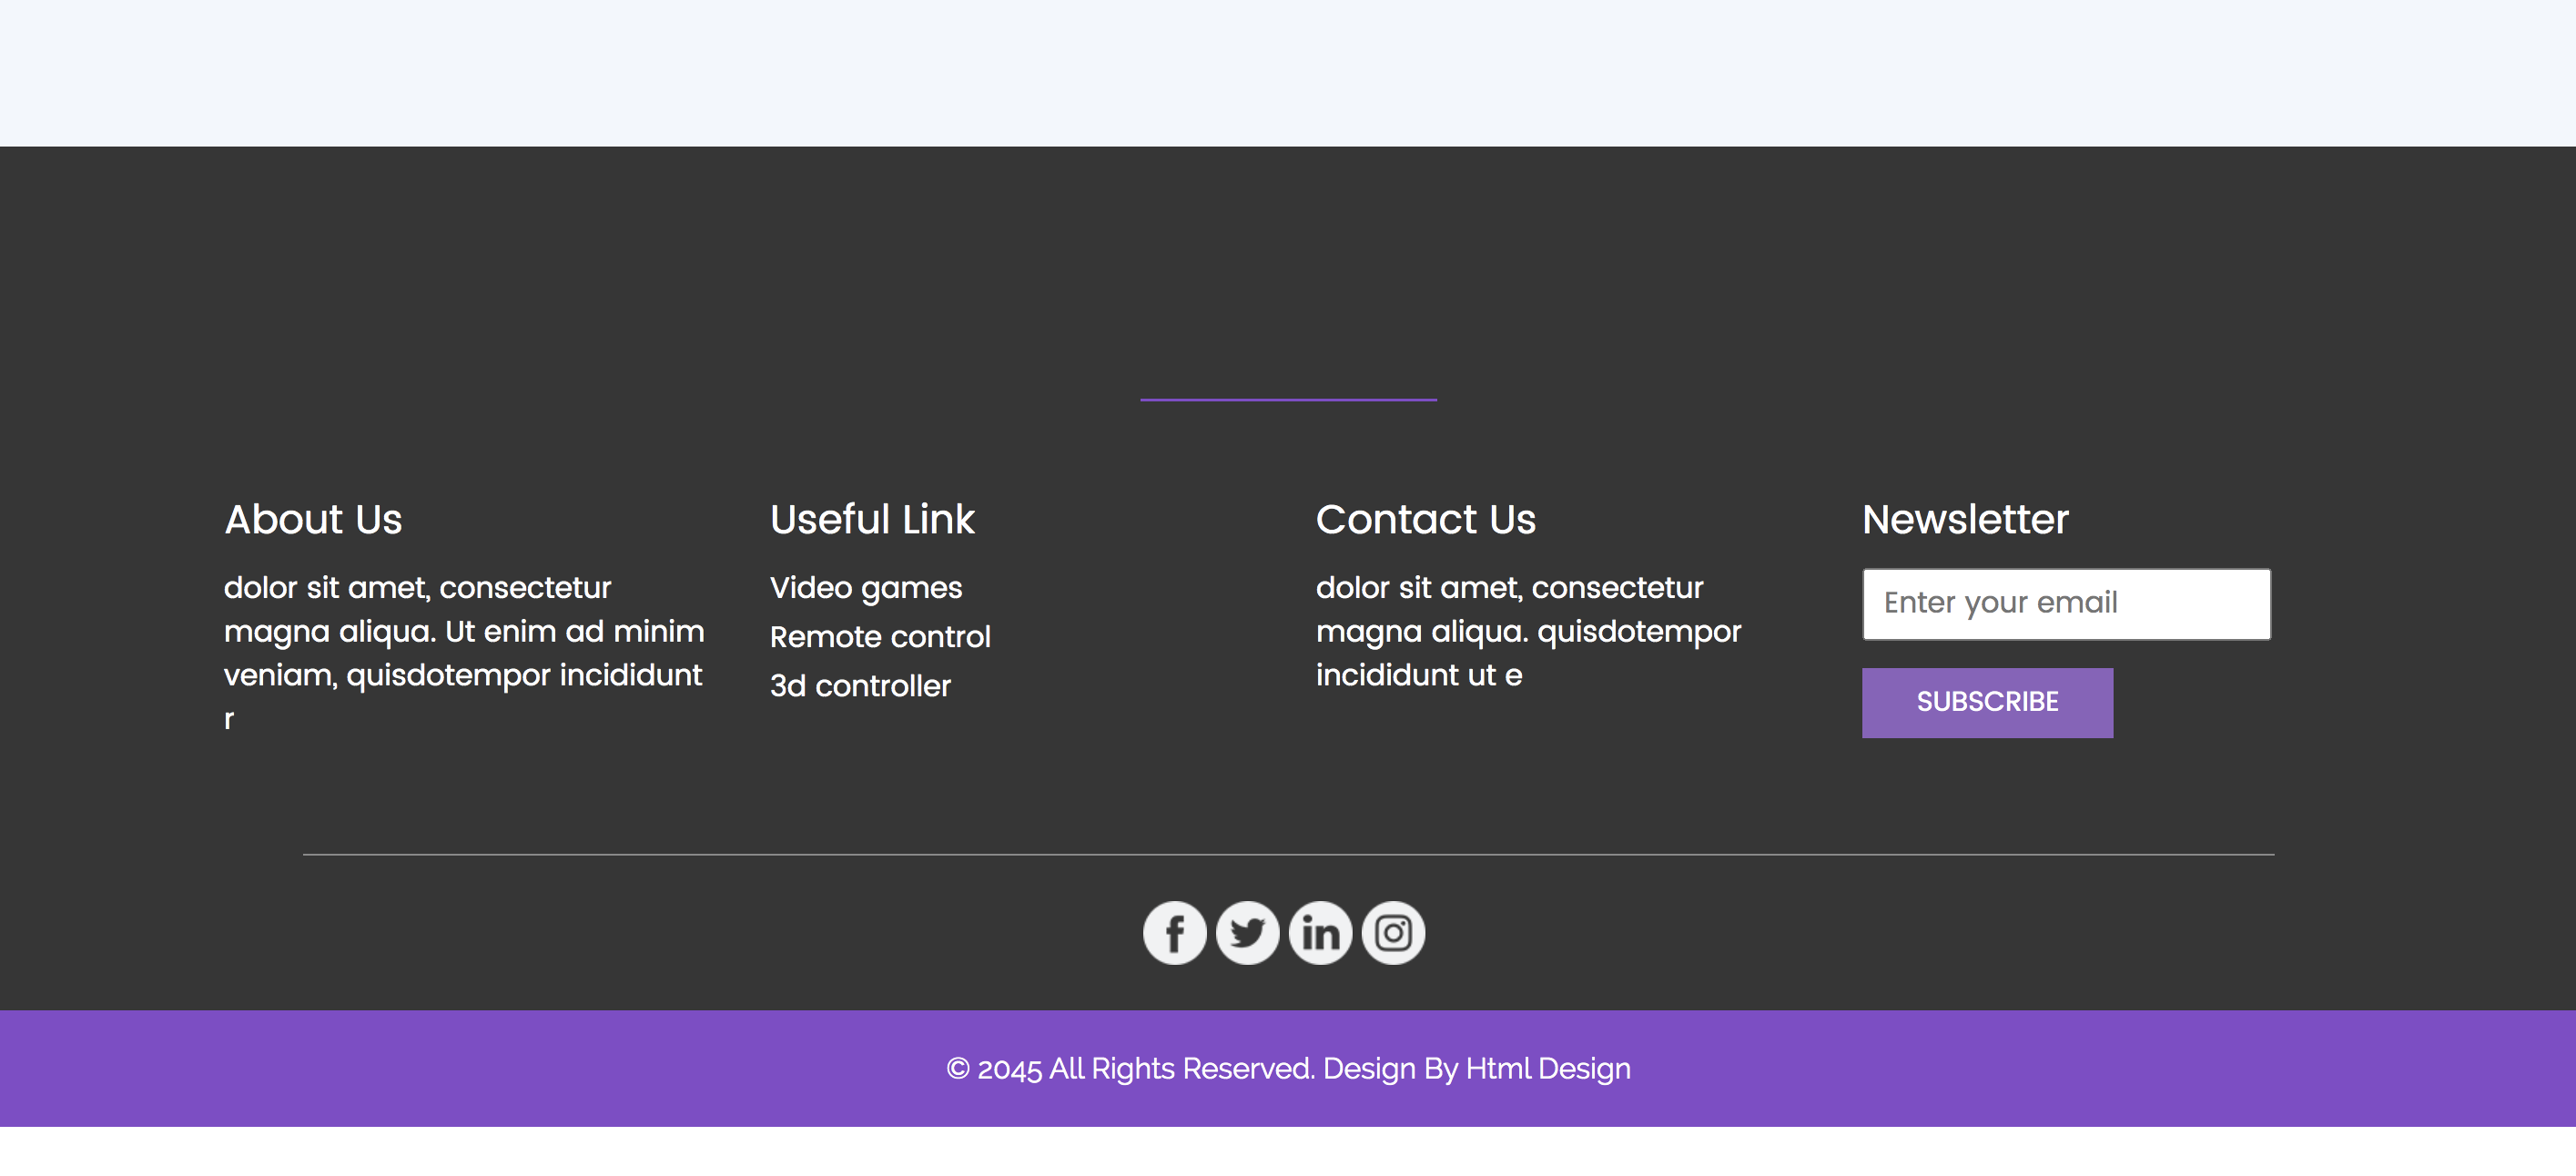 About Us
dolor sit amet, consectetur
magna aliqua. Ut enim ad minim
veniam, quisdotempor incididunt
r
Useful Link
Video games
Remote control
3d controller
Contact Us
dolor sit amet, consectetur
magna aliqua. quisdotempor
incididunt ut e
Newsletter
Enter your email
SUBSCRIBE
© 2045 All Rights Reserved. Design By Html Design